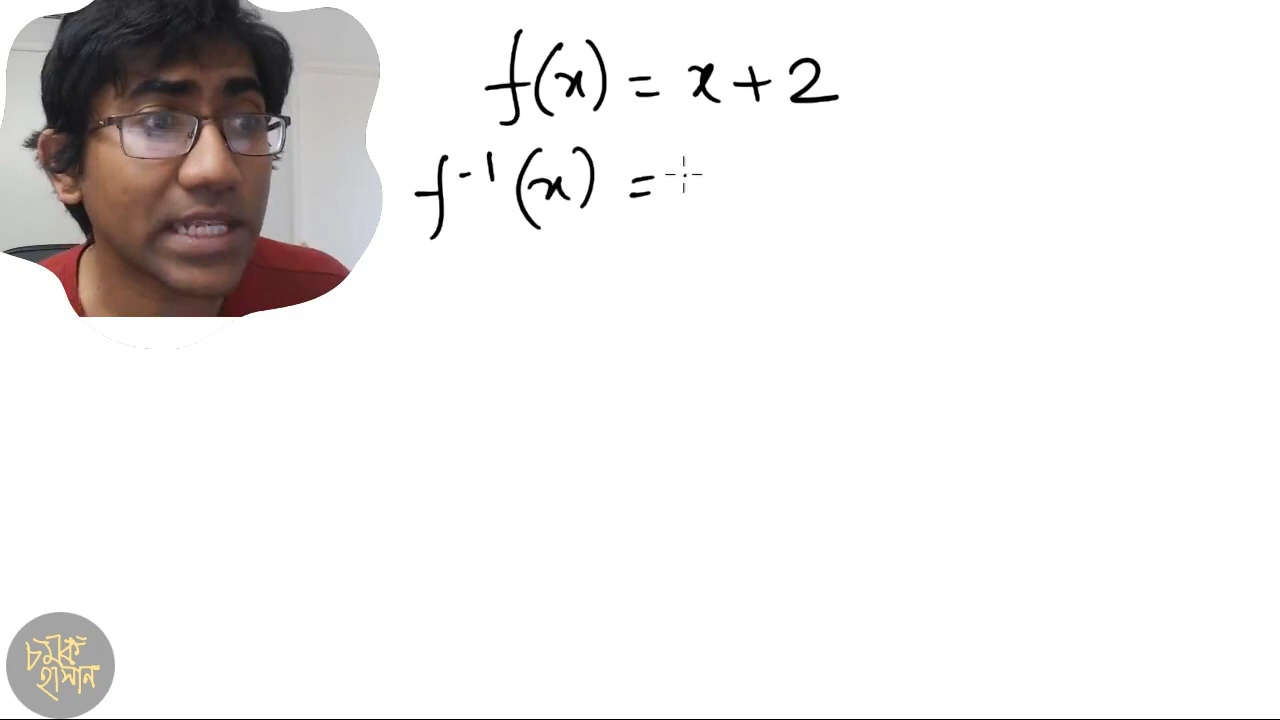 f(x) = x + 2
f⁻¹(x) =
চমক
হাসান